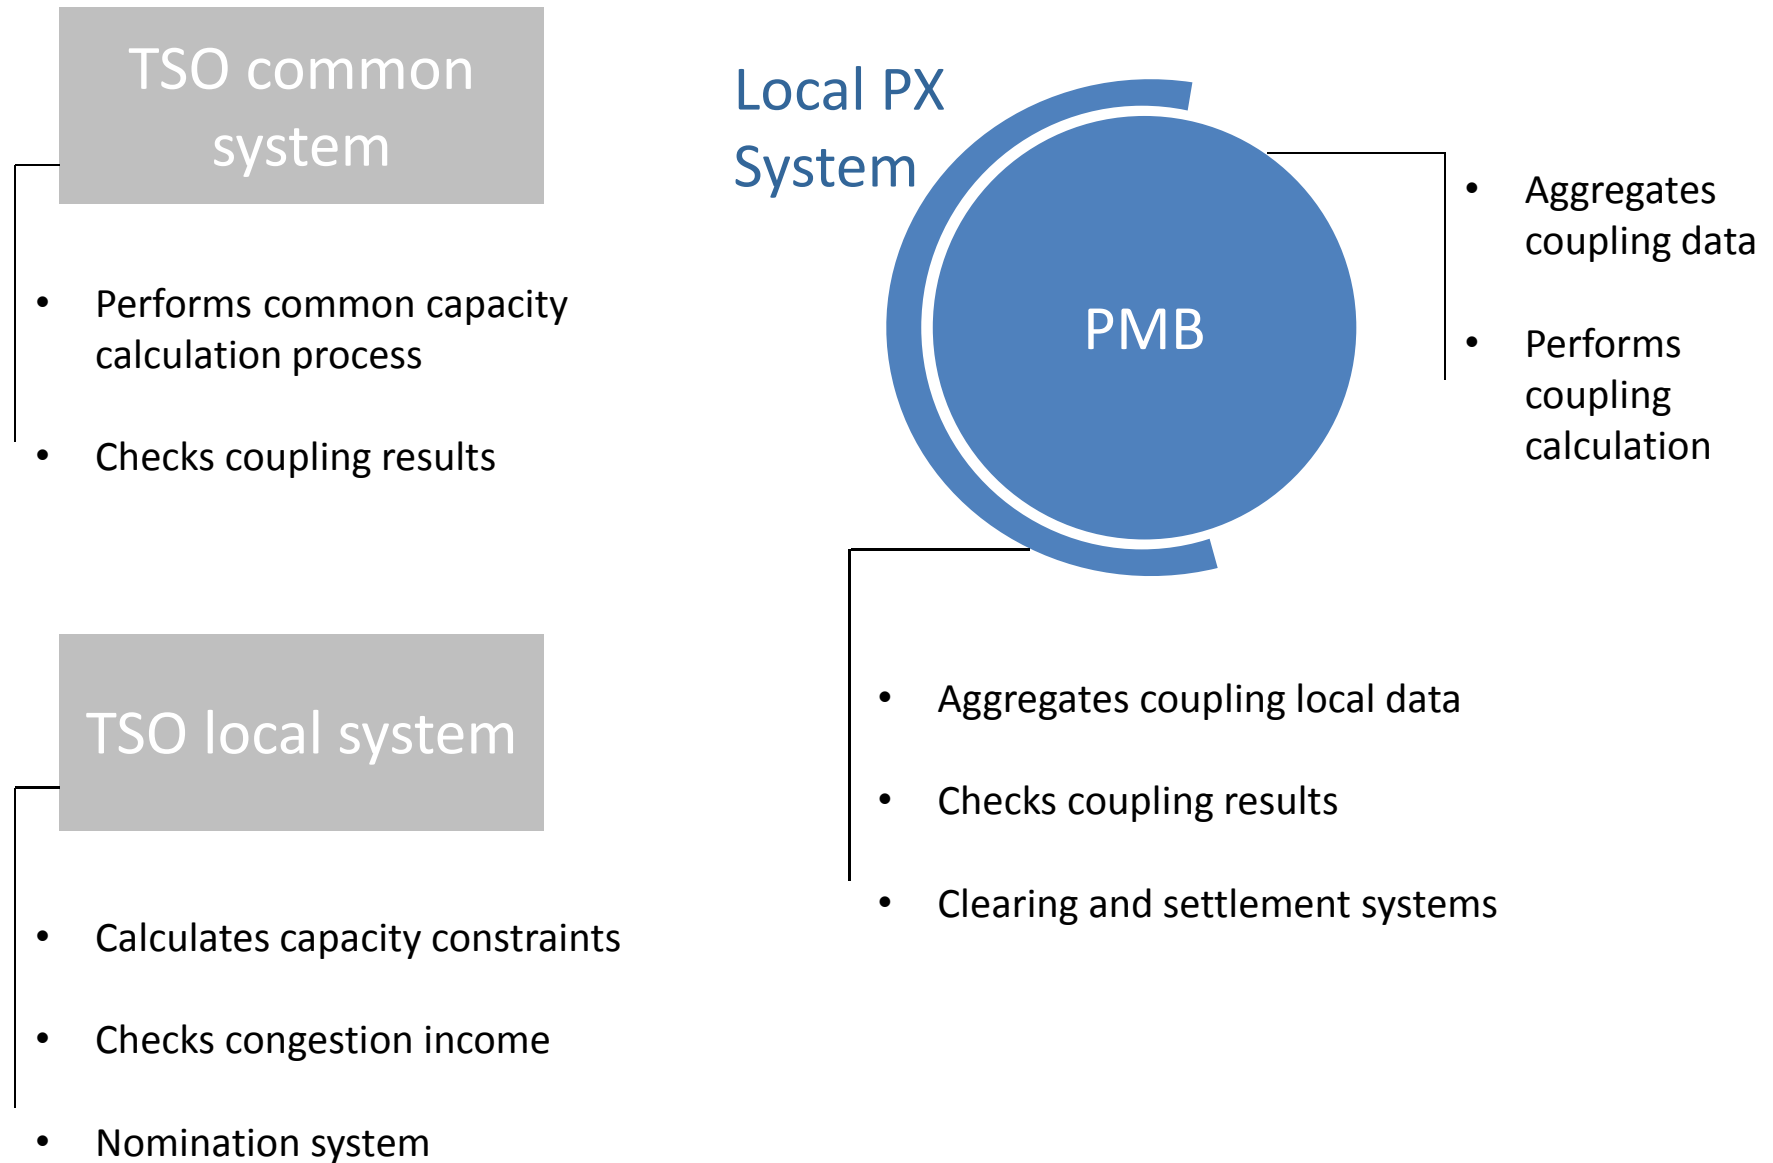 TSO common
system
• Performs common capacity
calculation process
• Checks coupling results
TSO local system
• Calculates capacity constraints
• Checks congestion income
• Nomination system
Local PX
System
PMB
• Aggregates
coupling data
• Performs
coupling
calculation
• Aggregates coupling local data
• Checks coupling results
• Clearing and settlement systems